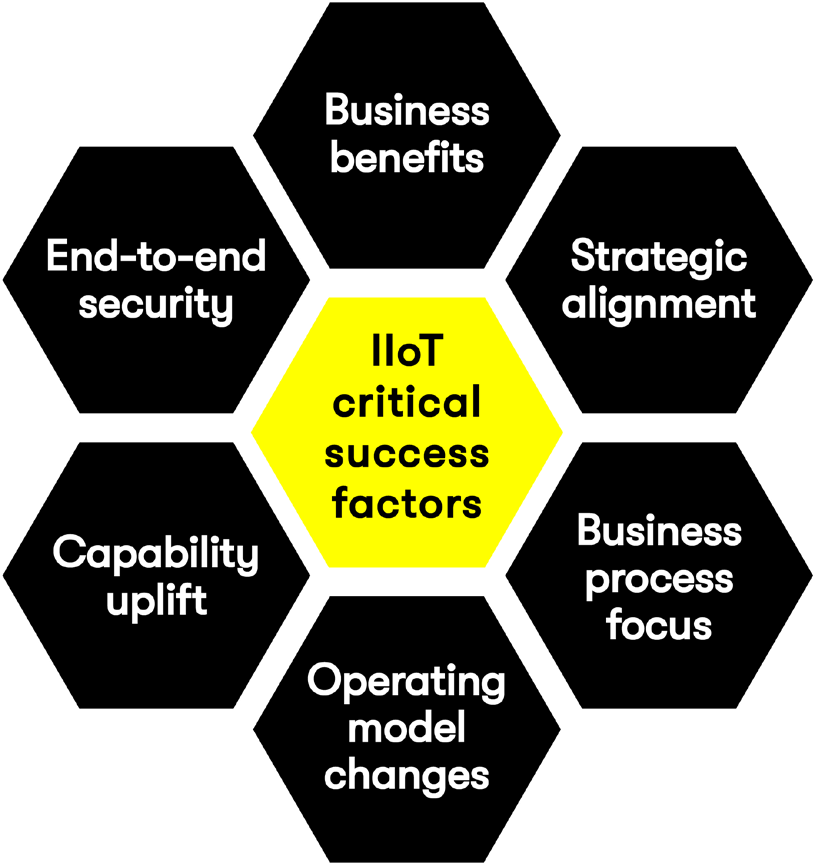 Business
benefits
End-to-end
security
Strategic
alignment
IIoT
critical
success
factors
Capability
uplift
Business
process
focus
Operating
model
changes